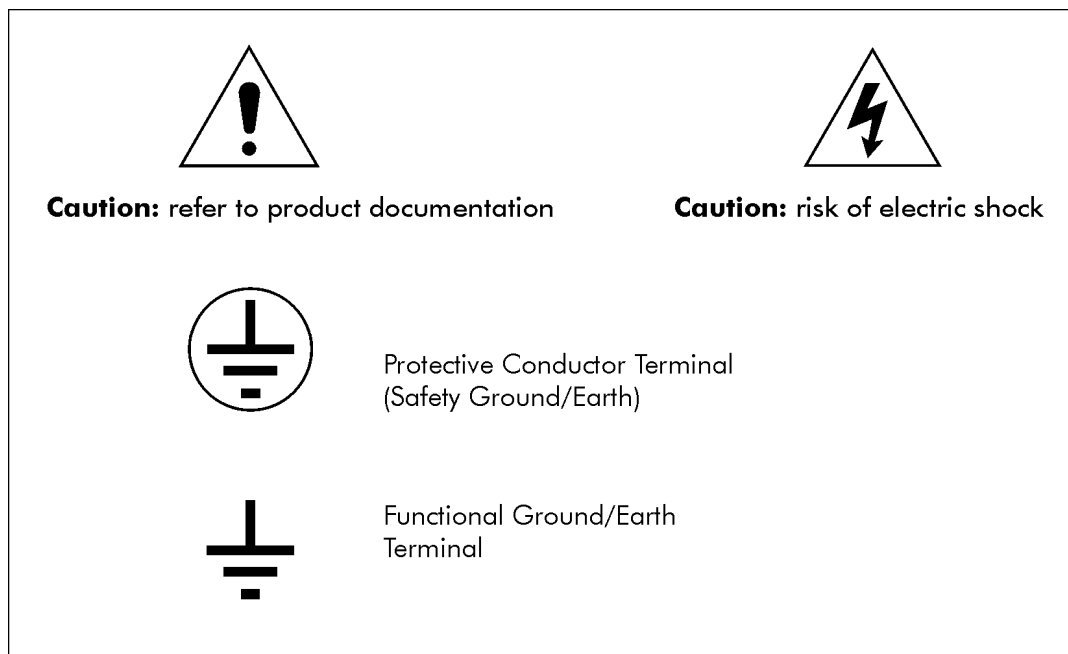 Caution: refer to product documentation
Caution: risk of electric shock
Protective Conductor Terminal
(Safety Ground/Earth)
Functional Ground/Earth
Terminal